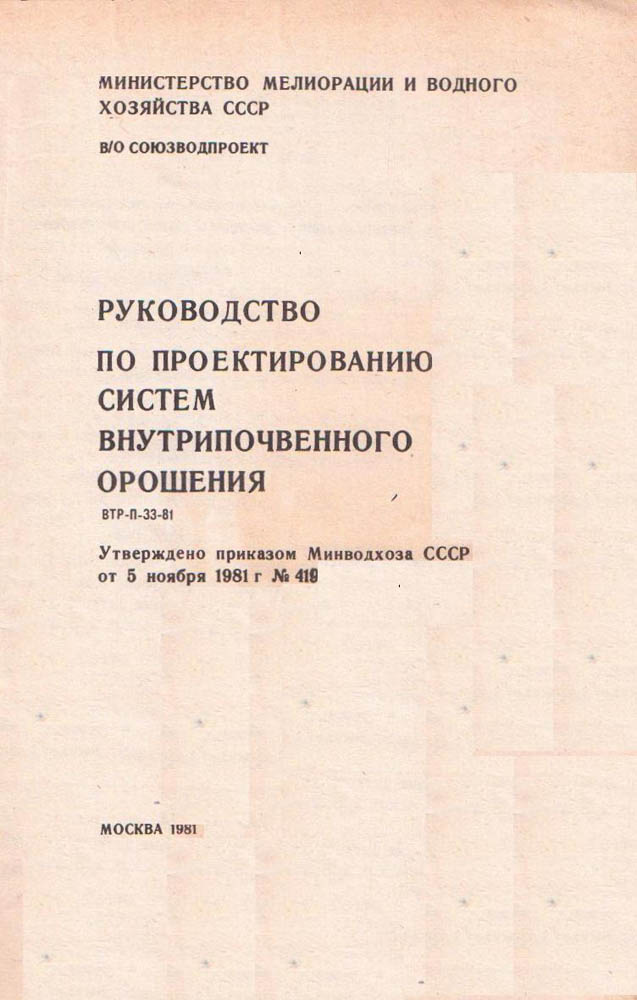 МИНИСТЕРСТВО МЕЛИОРАЦИИ И ВОДНОГО
ХОЗЯЙСТВА СССР
В/О СОЮЗВОДПРОЕКТ
РУКОВОДСТВО
ПО ПРОЕКТИРОВАНИЮ
СИСТЕМ
ВНУТРИПОЧВЕННОГО
ОРОШЕНИЯ
ВТР-П-33-81
Утверждено приказом Минводхоза СССР
от 5 ноября 1981 г № 419
МОСКВА 1981